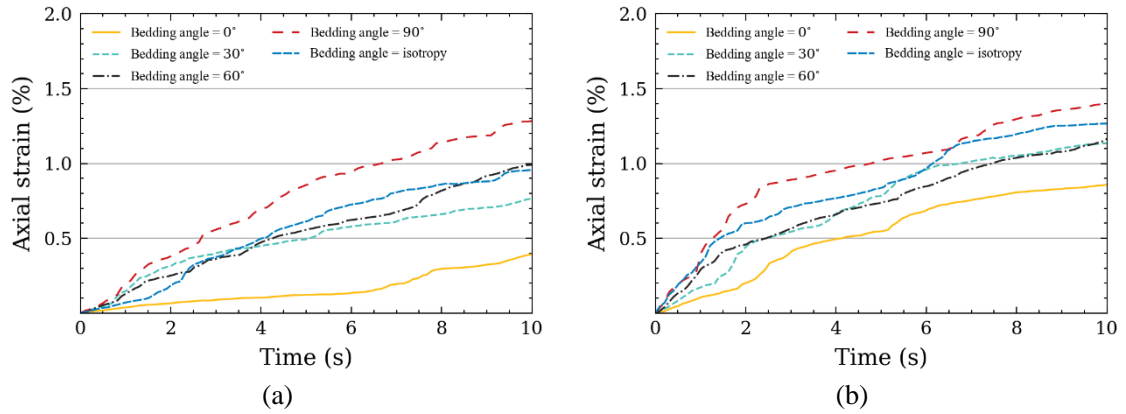 2.0
Bedding angle = 0°
Bedding angle = 90°
Bedding angle = 30°
Bedding angle = isotropy
Bedding angle = 60°
1.5
1.0
0.5
0
0 2 4 6 8 10
Axial strain (%)
Time (s)
(a)
2.0
Bedding angle = 0°
Bedding angle = 90°
Bedding angle = 30°
Bedding angle = isotropy
Bedding angle = 60°
1.5
1.0
0.5
0
0 2 4 6 8 10
Axial strain (%)
Time (s)
(b)